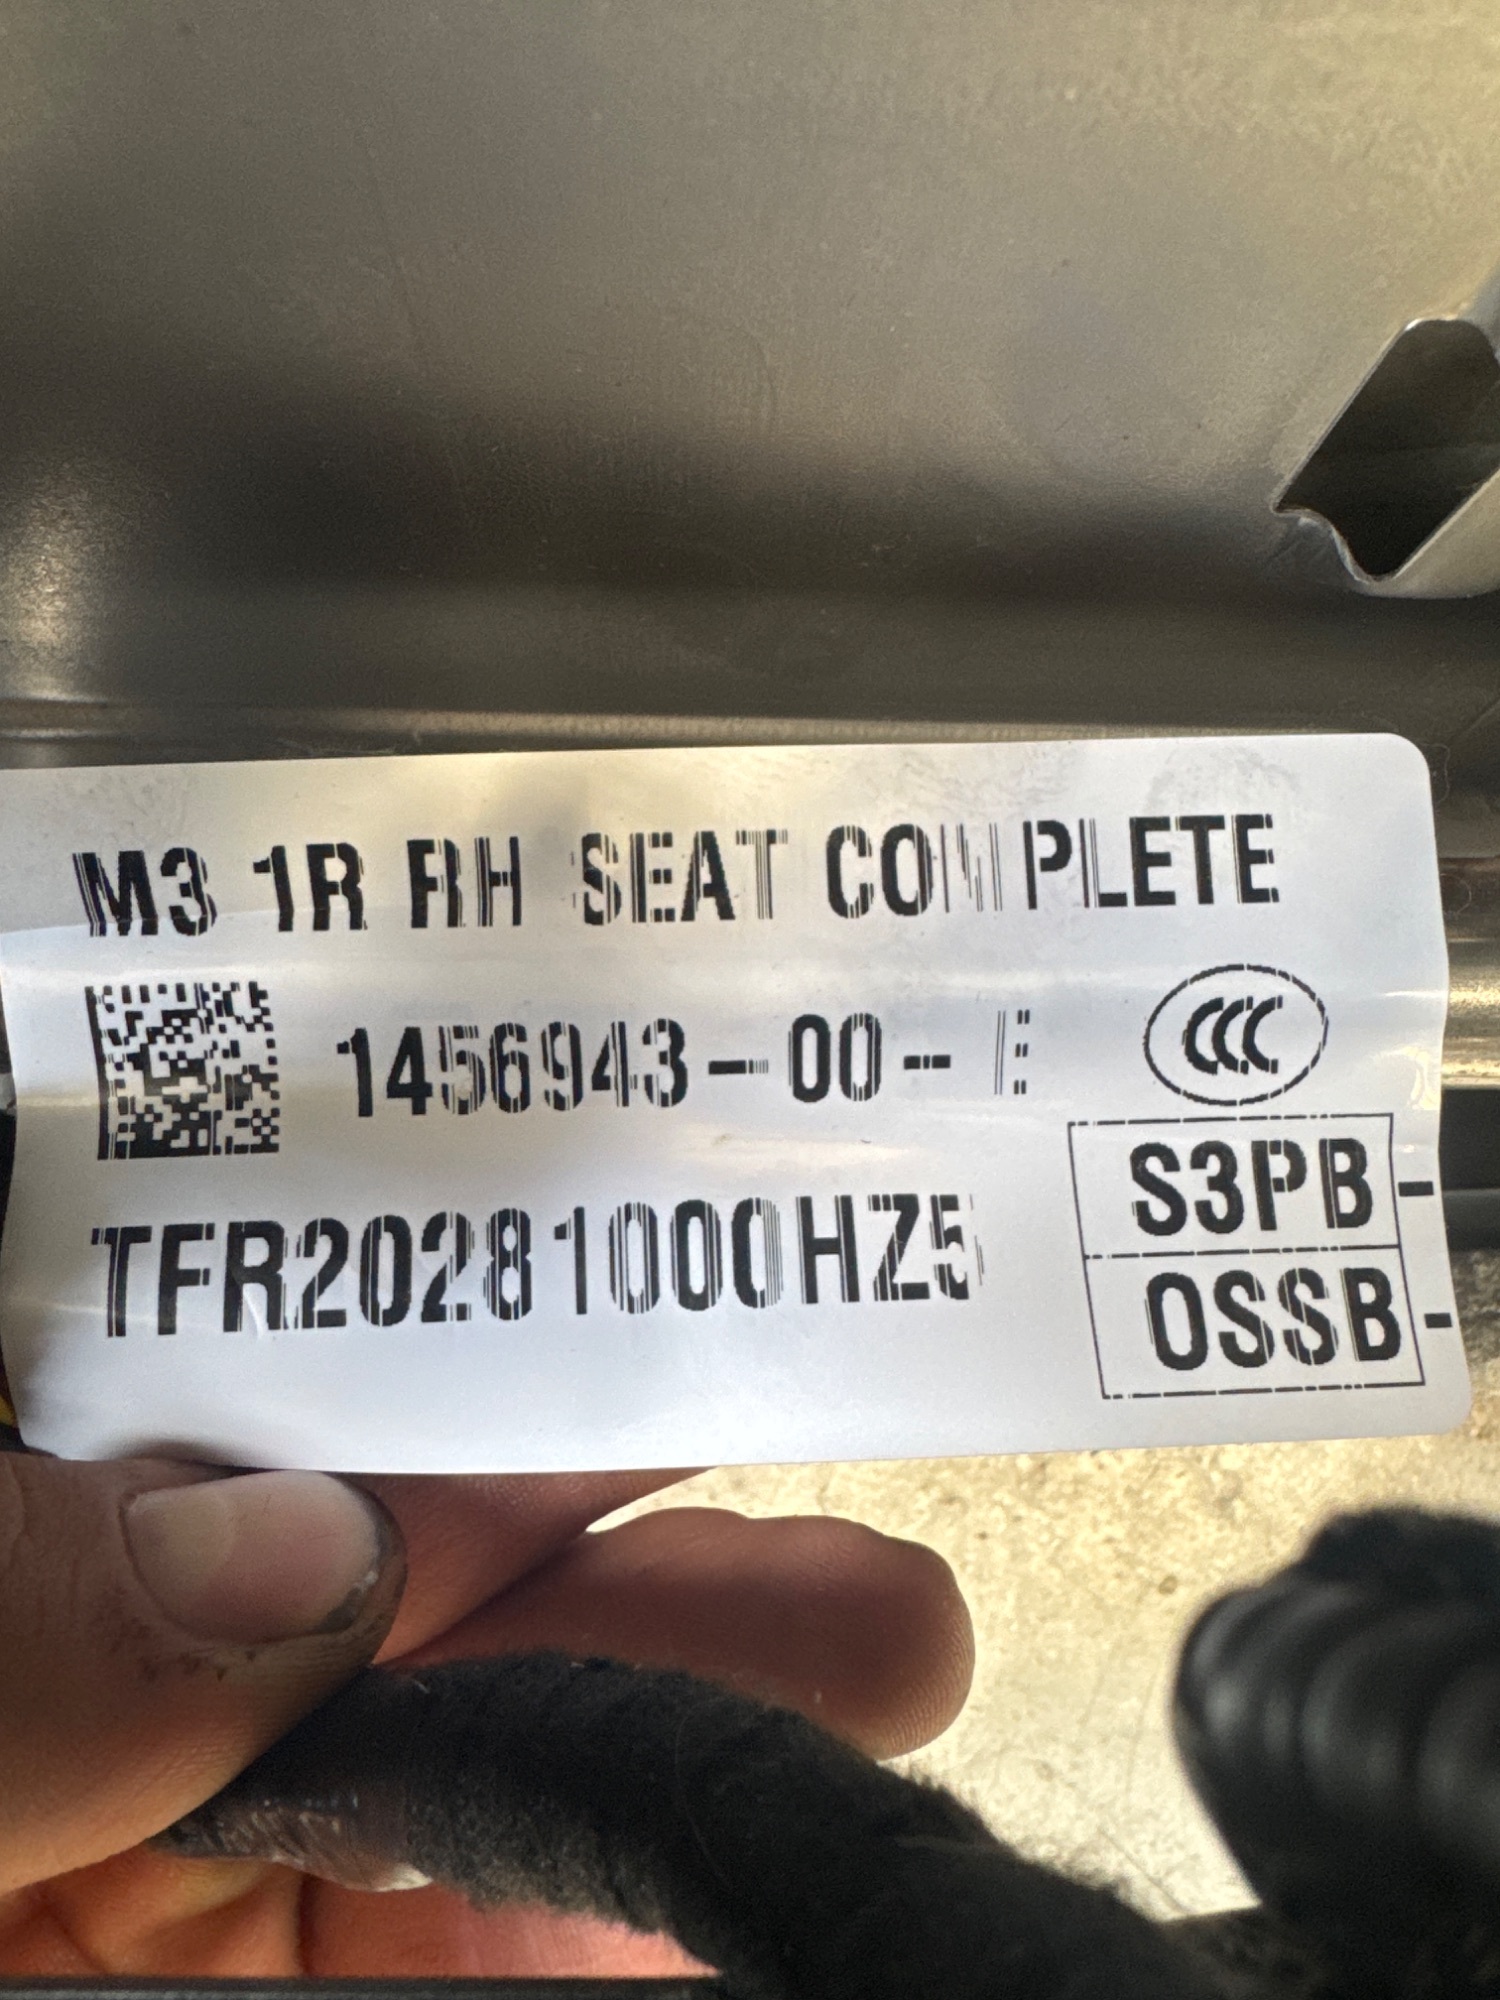 M3 1R RH SEAT COMPLETE
1456943-00-E
CCC
TFR20281000HZ5
S3PB-
OSSB-